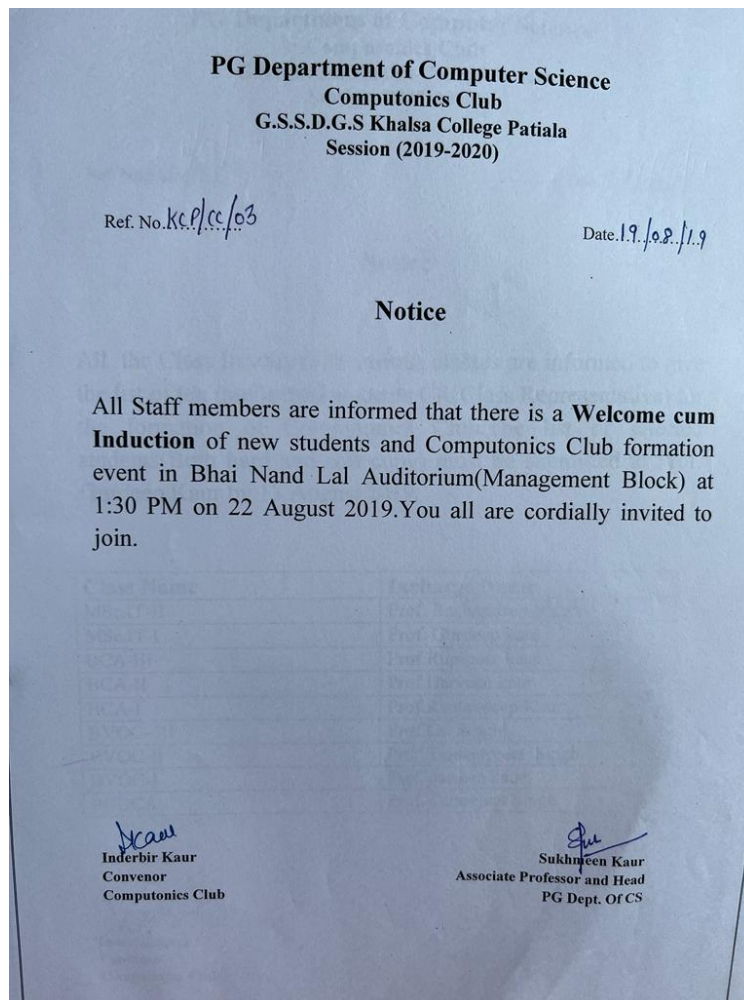 PG Department of Computer Science
Computonics Club
G.S.S.D.G.S Khalsa College Patiala
Session (2019-2020)
Ref. No.KCP/CC/03
Date.19/08/19
Notice
All Staff members are informed that there is a Welcome cum
Induction of new students and Computonics Club formation
event in Bhai Nand Lal Auditorium(Management Block) at
1:30 PM on 22 August 2019.You all are cordially invited to
join.
Inderbir Kaur
Convenor
Computonics Club
Sukhmeen Kaur
Associate Professor and Head
PG Dept. Of CS